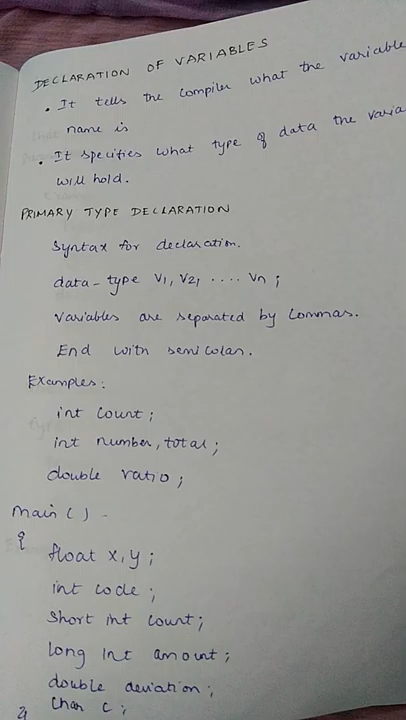 DECLARATION OF VARIABLES
• It tells the compiler what the variable
name is
• It specifies what type of data the varia
will hold.
PRIMARY TYPE DECLARATION
Syntax for declaration.
data-type V1, V2, .... Vn ;
Variables are separated by commas.
End with semicolan.
Examples:
int count ;
int number, total ;
double ratio ;
main ( )
{
float x, y ;
int code ;
Short int count ;
long int amount ;
double deviation ;
Char c ;
}